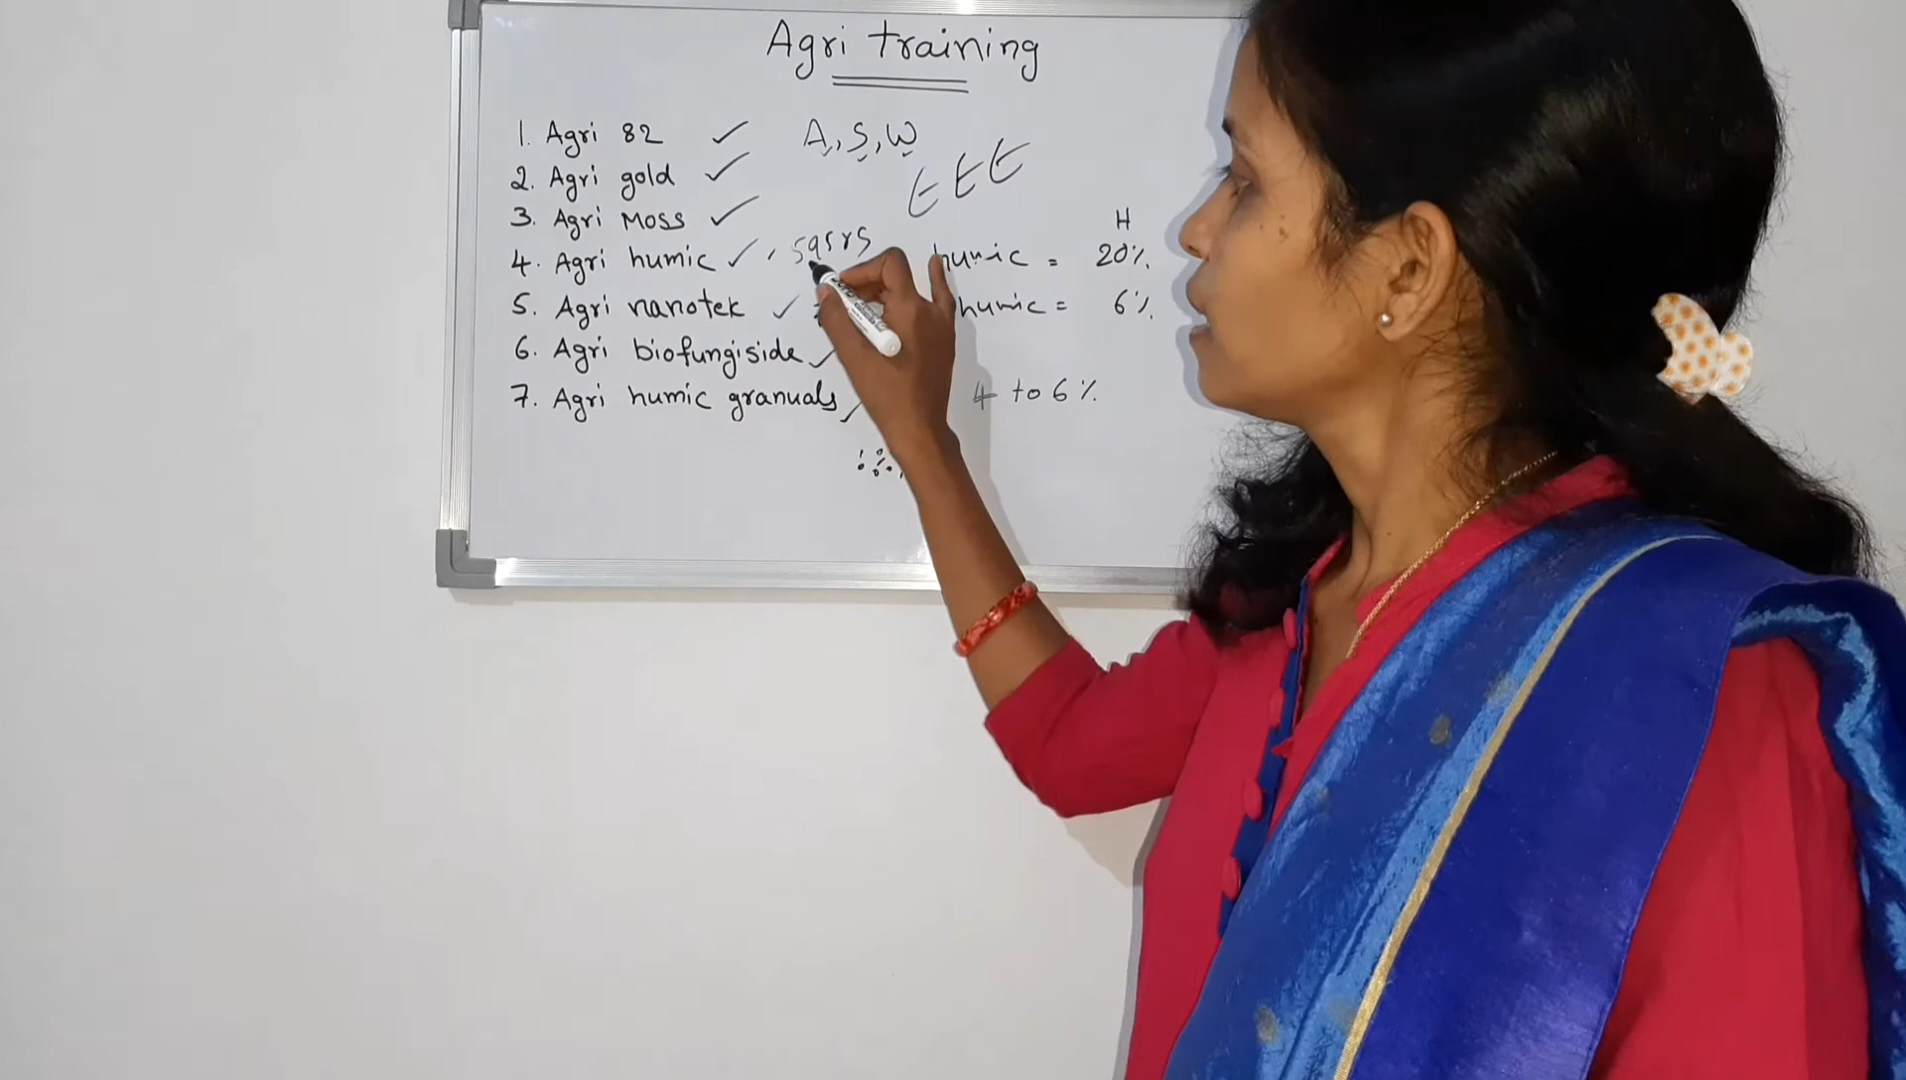 Agri training
1. Agri 82 ✓ A, S, W
2. Agri gold ✓ E E E
3. Agri Moss ✓ H
4. Agri humic ✓ humic = 20%
5. Agri nanotek ✓ humic = 6%
6. Agri biofungiside ✓
7. Agri humic granuals ✓ 4 to 6%